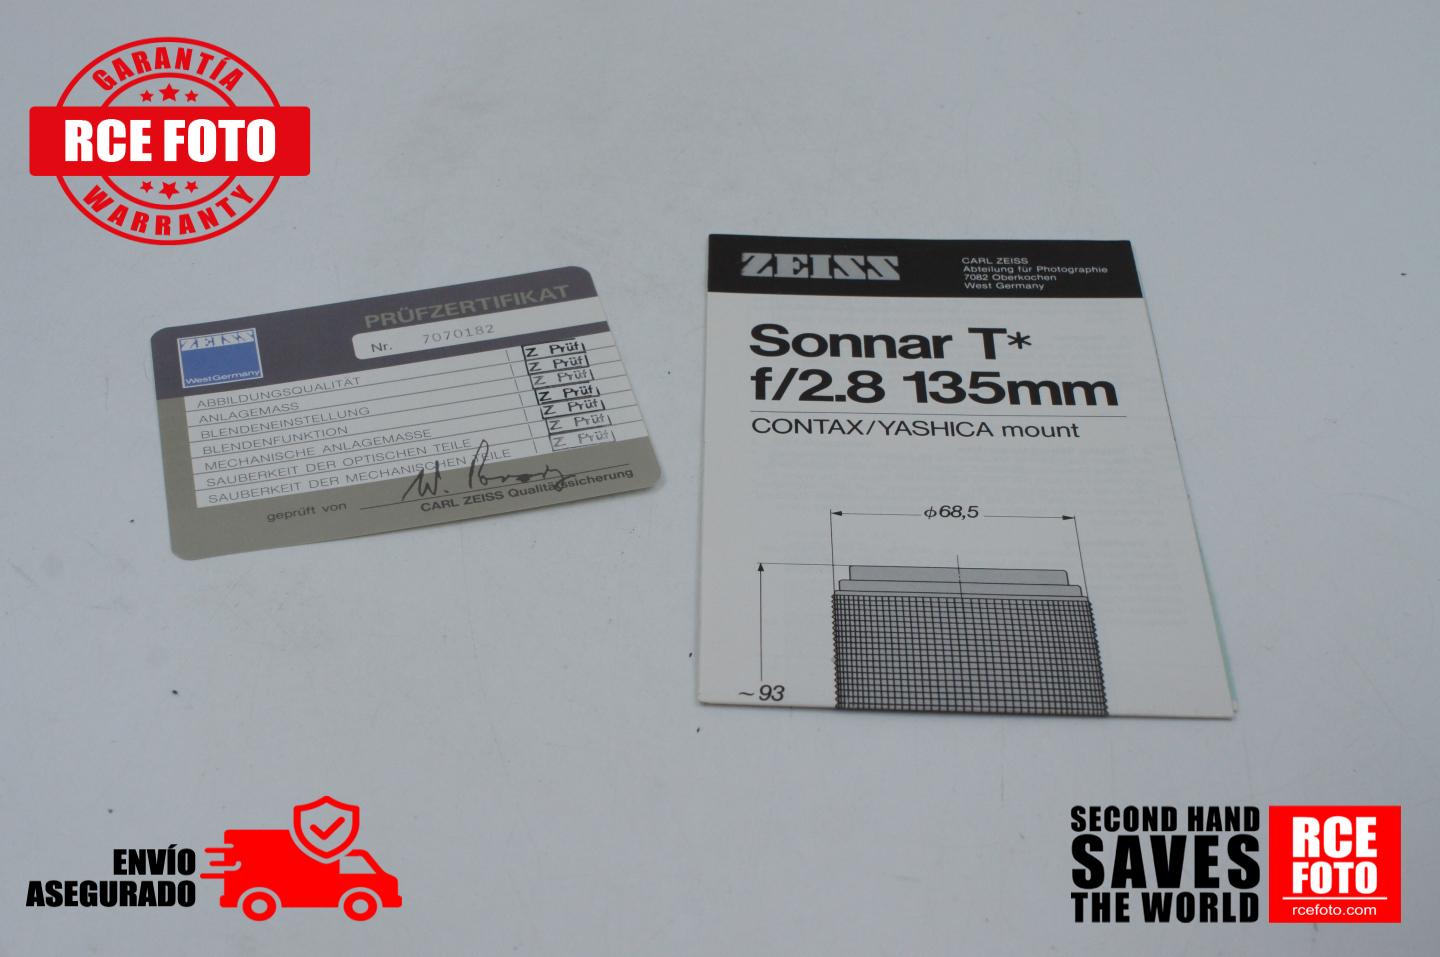 GARANTÍA
RCE FOTO
WARRANTY
PRÜFZERTIFIKAT
ZEISS
West Germany
Nr. 7070182
ABBILDUNGSQUALITÄT Z Prüf
ANLAGEMASS Z Prüf
BLENDENEINSTELLUNG Z Prüf
BLENDENFUNKTION Z Prüf
MECHANISCHE ANLAGEMASSE Z Prüf
SAUBERKEIT DER OPTISCHEN TEILE Z Prüf
SAUBERKEIT DER MECHANISCHEN TEILE Z Prüf
geprüft von
CARL ZEISS Qualitätssicherung
ZEISS
CARL ZEISS
Abteilung für Photographie
7082 Oberkochen
West Germany
Sonnar T*
f/2.8 135mm
CONTAX/YASHICA mount
ϕ68,5
~93
ENVÍO
ASEGURADO
SECOND HAND
SAVES
THE WORLD
RCE
FOTO
rcefoto.com